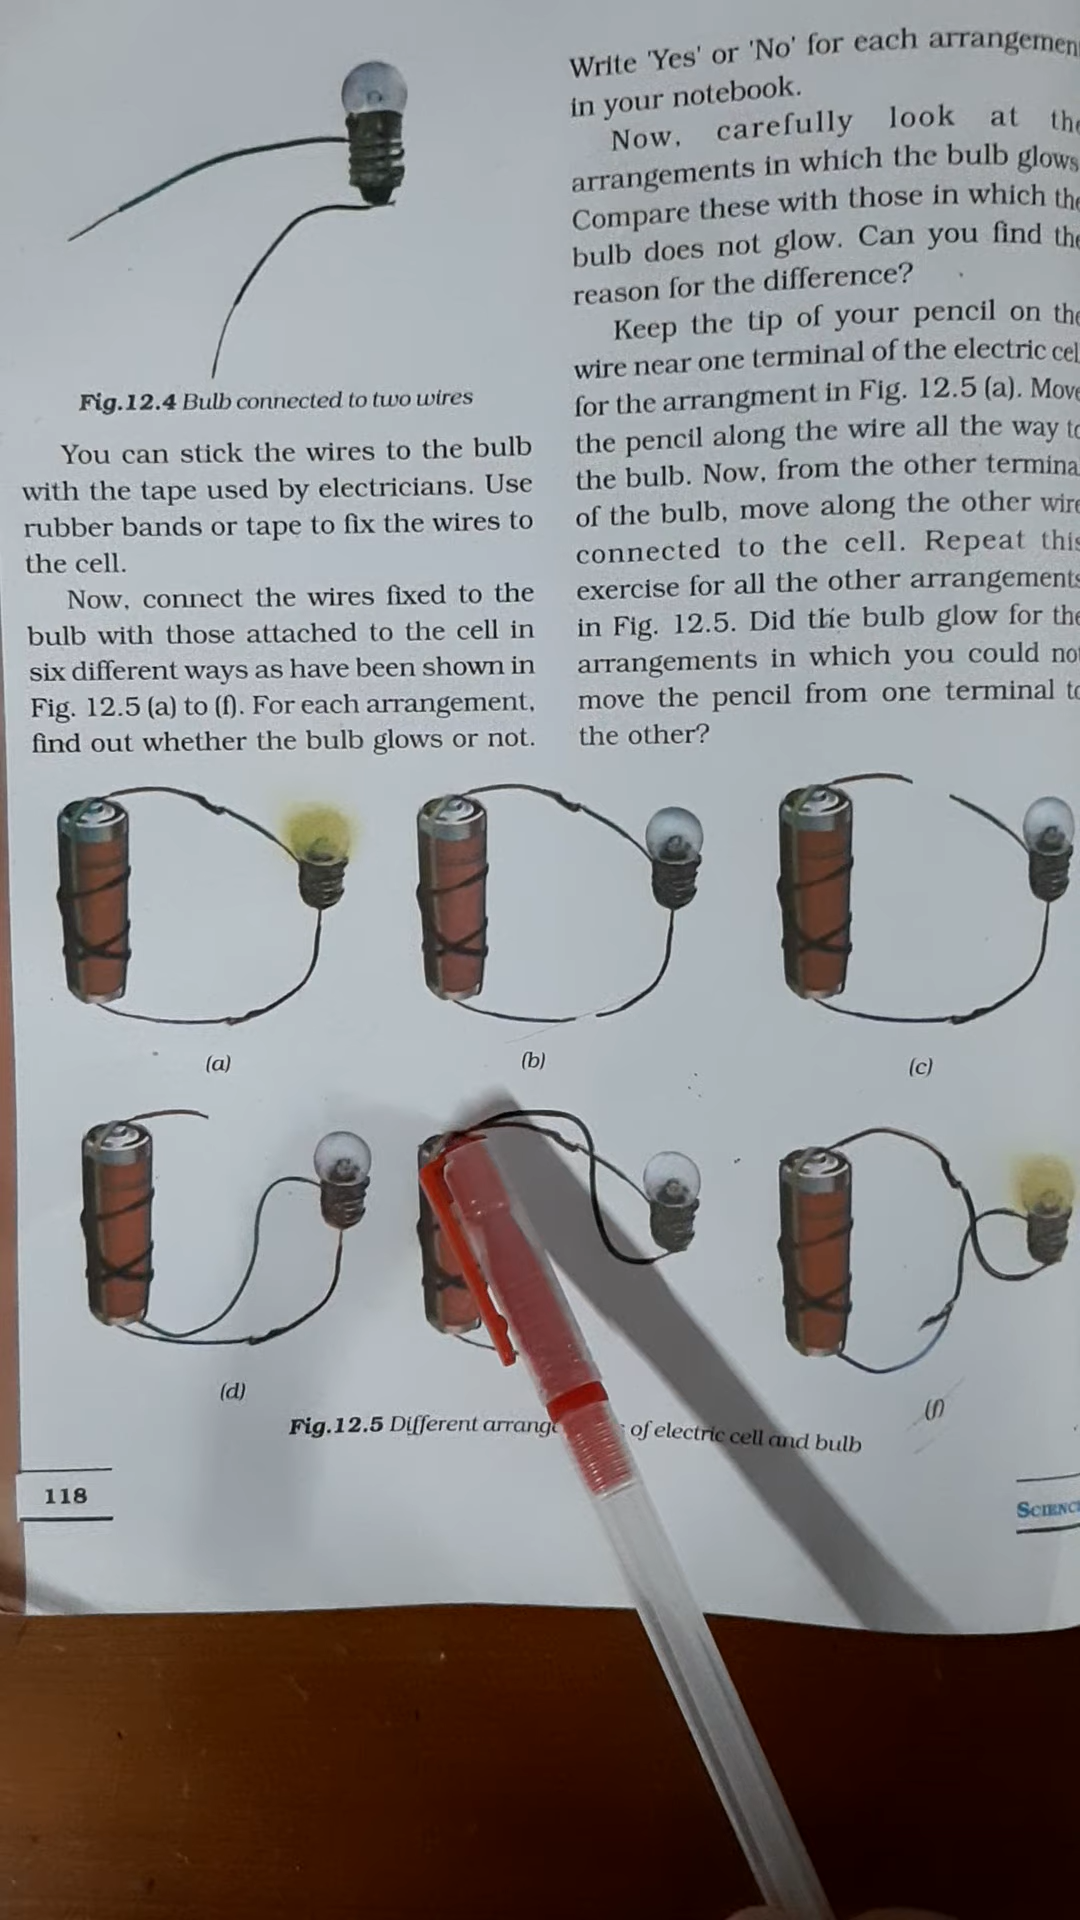 Fig.12.4 Bulb connected to two wires
You can stick the wires to the bulb
with the tape used by electricians. Use
rubber bands or tape to fix the wires to
the cell.
Now, connect the wires fixed to the
bulb with those attached to the cell in
six different ways as have been shown in
Fig. 12.5 (a) to (f). For each arrangement,
find out whether the bulb glows or not.
Write 'Yes' or 'No' for each arrangemen
in your notebook.
Now, carefully look at the
arrangements in which the bulb glows
Compare these with those in which the
bulb does not glow. Can you find the
reason for the difference?
Keep the tip of your pencil on the
wire near one terminal of the electric cel
for the arrangment in Fig. 12.5 (a). Move
the pencil along the wire all the way to
the bulb. Now, from the other termina
of the bulb, move along the other wire
connected to the cell. Repeat this
exercise for all the other arrangements
in Fig. 12.5. Did the bulb glow for the
arrangements in which you could no
move the pencil from one terminal to
the other?
(a)
(b)
(c)
(d)
(f)
Fig.12.5 Different arrang of electric cell and bulb
118
SCIENC